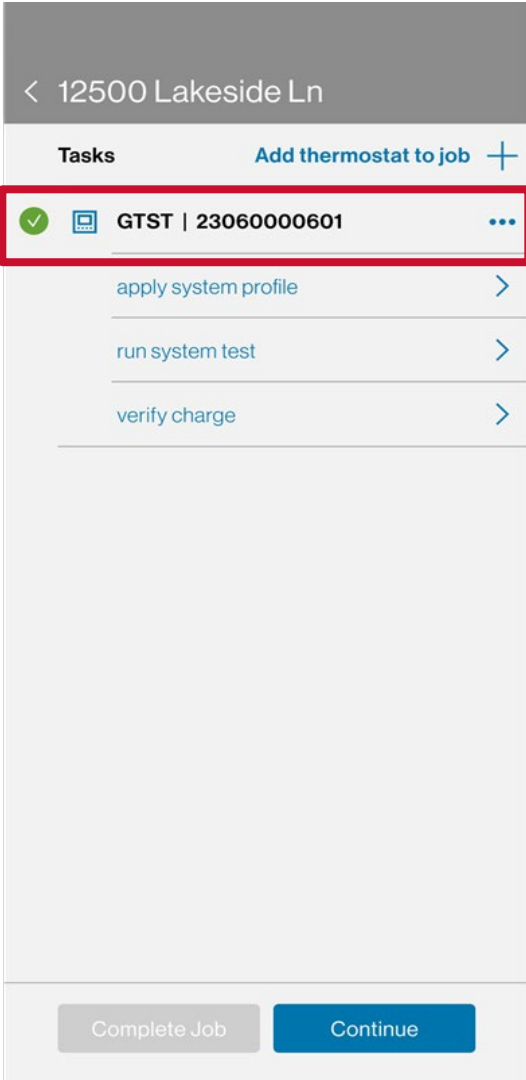 12500 Lakeside Ln
Tasks Add thermostat to job
GTST | 23060000601
apply system profile
run system test
verify charge
Complete Job Continue